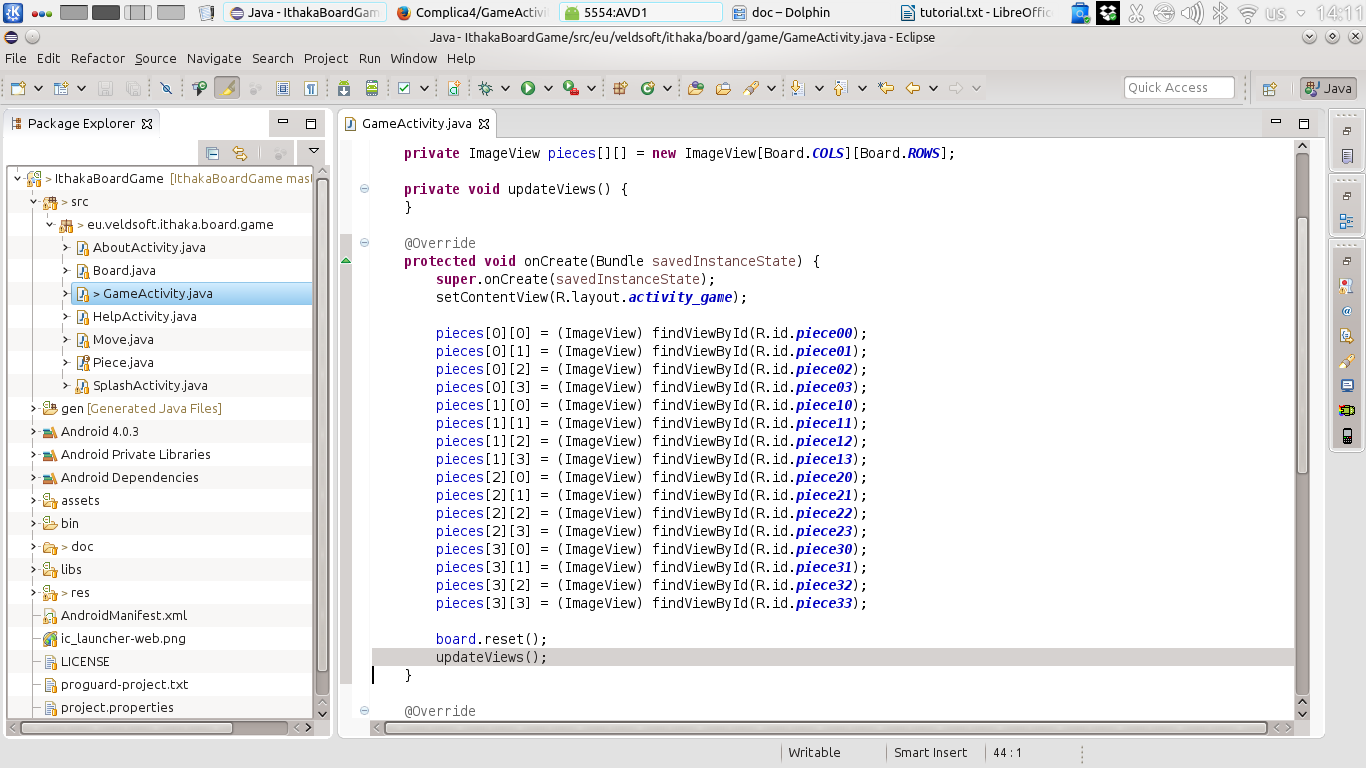 Java - IthakaBoardGam
Complica4/GameActivi
5554:AVD1
doc – Dolphin
tutorial.txt - LibreOffic
us
14:11
Java - IthakaBoardGame/src/eu/veldsoft/ithaka/board/game/GameActivity.java - Eclipse
File Edit Refactor Source Navigate Search Project Run Window Help
Quick Access
Java
Package Explorer
> IthakaBoardGame [IthakaBoardGame mast
> src
> eu.veldsoft.ithaka.board.game
AboutActivity.java
Board.java
> GameActivity.java
HelpActivity.java
Move.java
Piece.java
SplashActivity.java
gen [Generated Java Files]
Android 4.0.3
Android Private Libraries
Android Dependencies
assets
bin
> doc
libs
> res
AndroidManifest.xml
ic_launcher-web.png
LICENSE
proguard-project.txt
project.properties
GameActivity.java
private ImageView pieces[][] = new ImageView[Board.COLS][Board.ROWS];
private void updateViews() {
}
@Override
protected void onCreate(Bundle savedInstanceState) {
super.onCreate(savedInstanceState);
setContentView(R.layout.activity_game);
pieces[0][0] = (ImageView) findViewById(R.id.piece00);
pieces[0][1] = (ImageView) findViewById(R.id.piece01);
pieces[0][2] = (ImageView) findViewById(R.id.piece02);
pieces[0][3] = (ImageView) findViewById(R.id.piece03);
pieces[1][0] = (ImageView) findViewById(R.id.piece10);
pieces[1][1] = (ImageView) findViewById(R.id.piece11);
pieces[1][2] = (ImageView) findViewById(R.id.piece12);
pieces[1][3] = (ImageView) findViewById(R.id.piece13);
pieces[2][0] = (ImageView) findViewById(R.id.piece20);
pieces[2][1] = (ImageView) findViewById(R.id.piece21);
pieces[2][2] = (ImageView) findViewById(R.id.piece22);
pieces[2][3] = (ImageView) findViewById(R.id.piece23);
pieces[3][0] = (ImageView) findViewById(R.id.piece30);
pieces[3][1] = (ImageView) findViewById(R.id.piece31);
pieces[3][2] = (ImageView) findViewById(R.id.piece32);
pieces[3][3] = (ImageView) findViewById(R.id.piece33);
board.reset();
updateViews();
}
@Override
Writable
Smart Insert
44 : 1